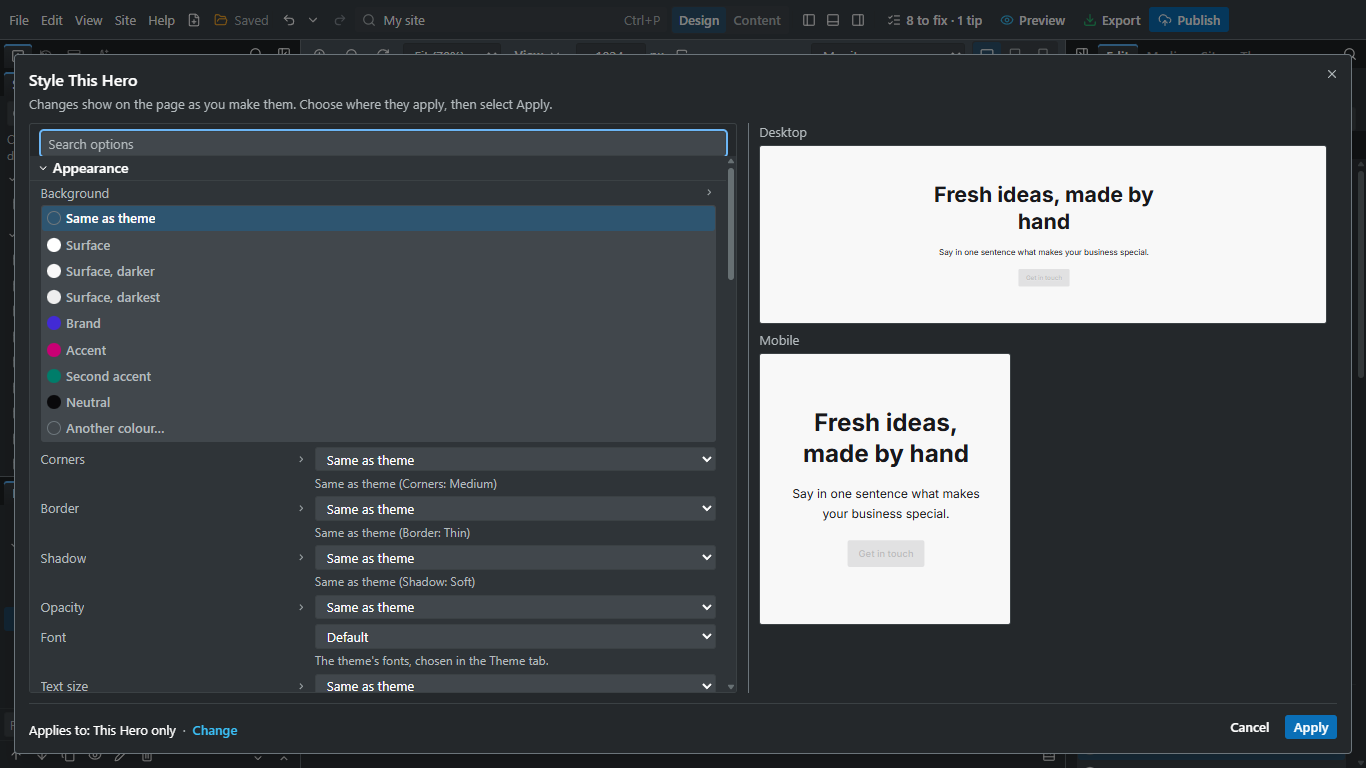 File Edit View Site Help Saved My site Ctrl+P Design Content 8 to fix · 1 tip Preview Export Publish
Style This Hero
Changes show on the page as you make them. Choose where they apply, then select Apply.
Search options
Appearance
Background
Same as theme
Surface
Surface, darker
Surface, darkest
Brand
Accent
Second accent
Neutral
Another colour...
Corners Same as theme
Same as theme (Corners: Medium)
Border Same as theme
Same as theme (Border: Thin)
Shadow Same as theme
Same as theme (Shadow: Soft)
Opacity Same as theme
Font Default
The theme's fonts, chosen in the Theme tab.
Text size Same as theme
Desktop
Fresh ideas, made by
hand
Say in one sentence what makes your business special.
Get in touch
Mobile
Fresh ideas,
made by hand
Say in one sentence what makes
your business special.
Get in touch
Applies to: This Hero only · Change
Cancel Apply